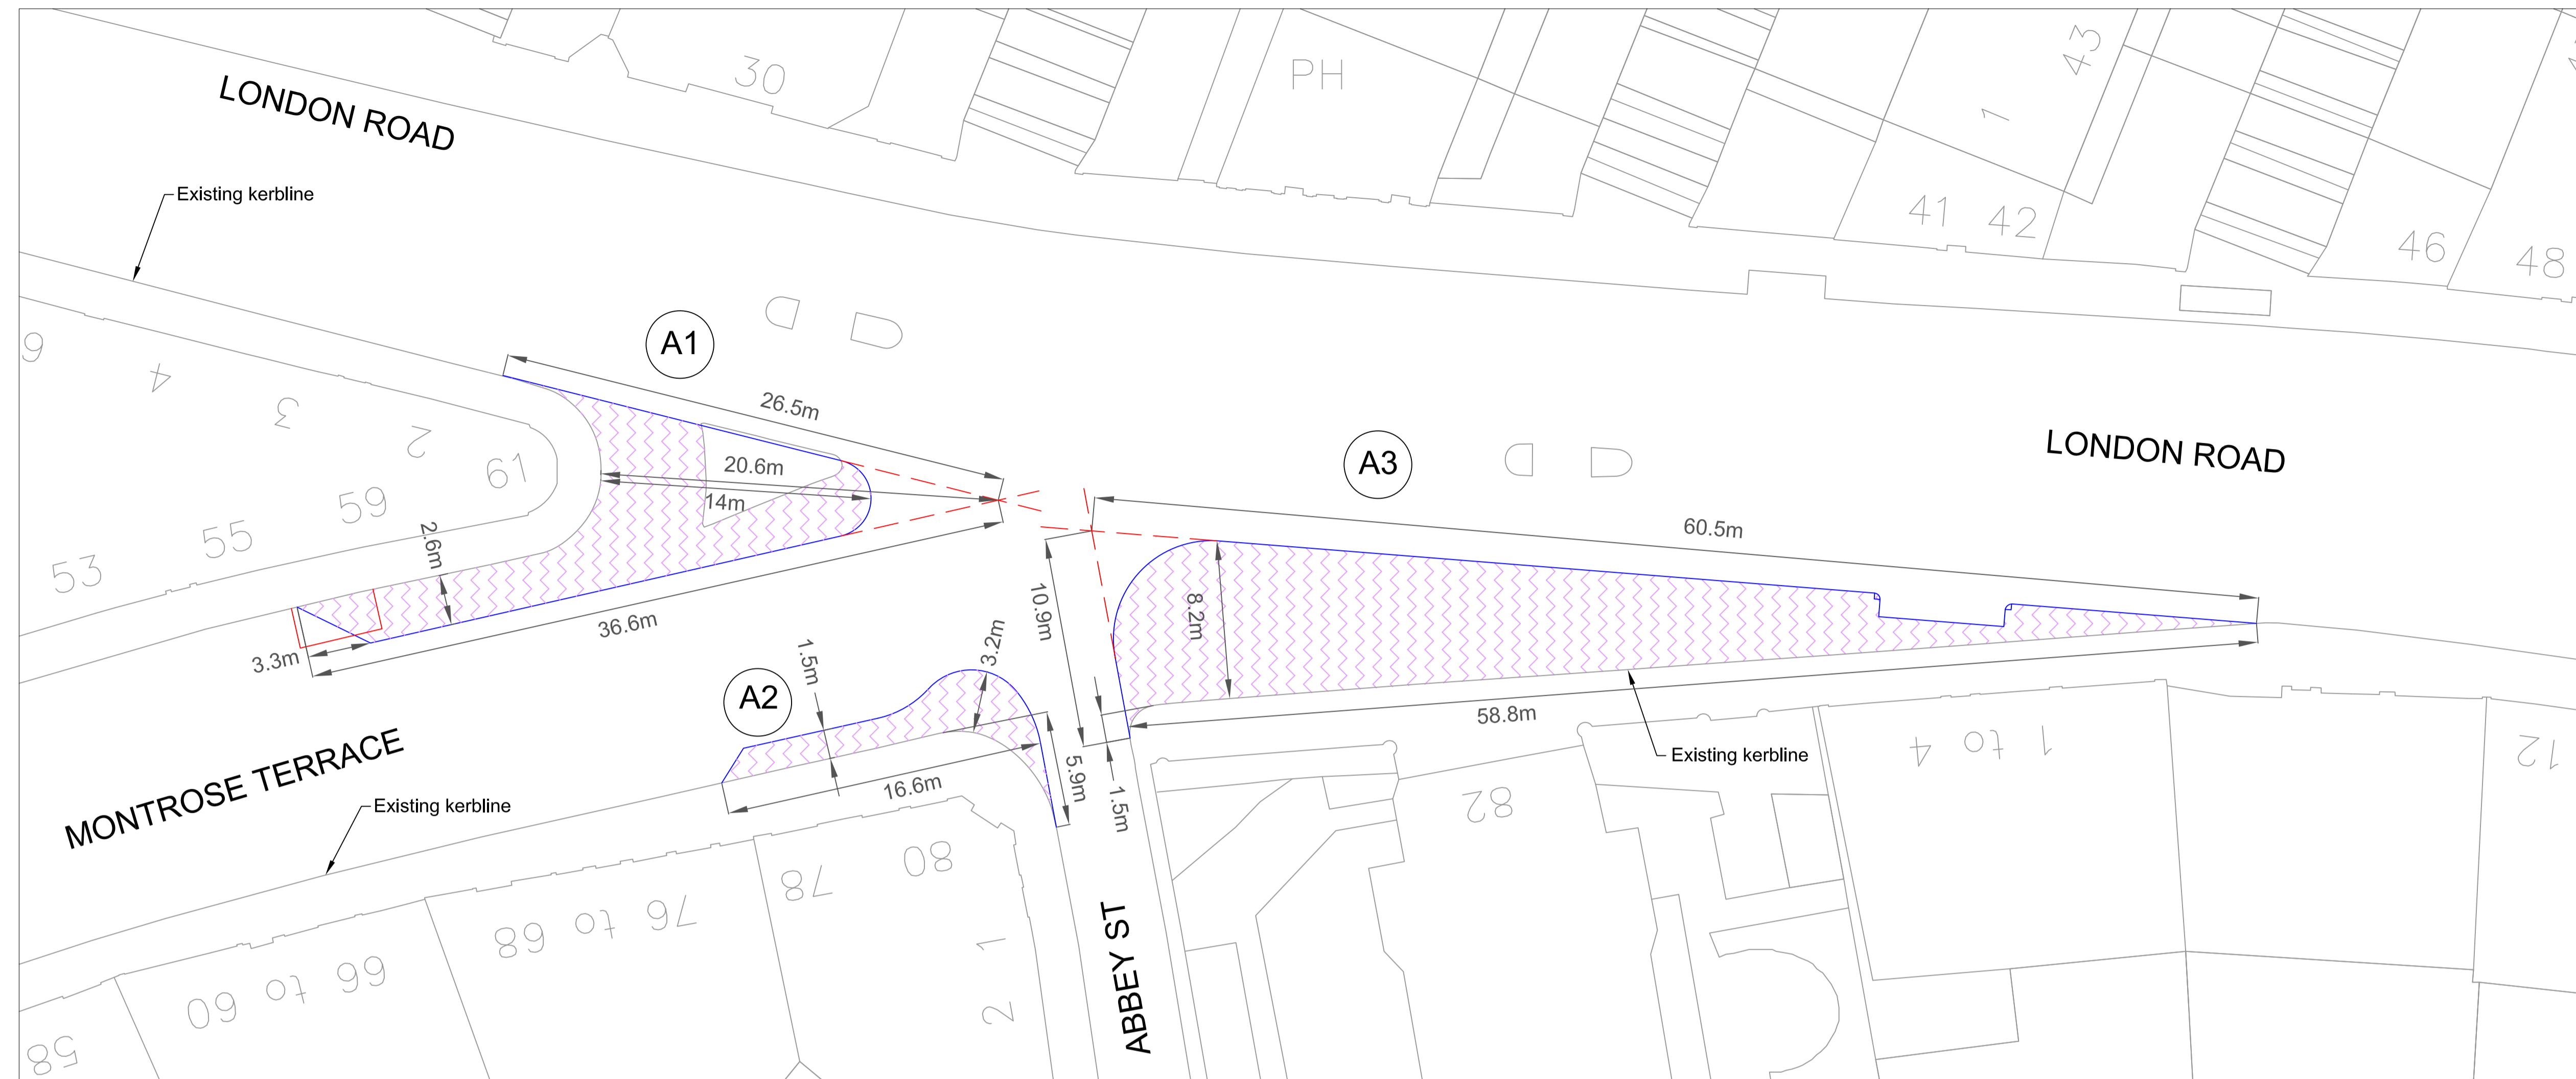 30
PH
43
1
LONDON ROAD
Existing kerbline
41
42
46
48
A1
9
4
3
2
61
59
55
53
26.5m
20.6m
14m
2.6m
36.6m
3.3m
A3
LONDON ROAD
60.5m
10.9m
8.2m
58.8m
1.5m
Existing kerbline
A2
1.5m
3.2m
16.6m
5.9m
MONTROSE TERRACE
Existing kerbline
82
1 to 4
12
80
78
76 to 68
66 to 60
58
1
2
ABBEY ST